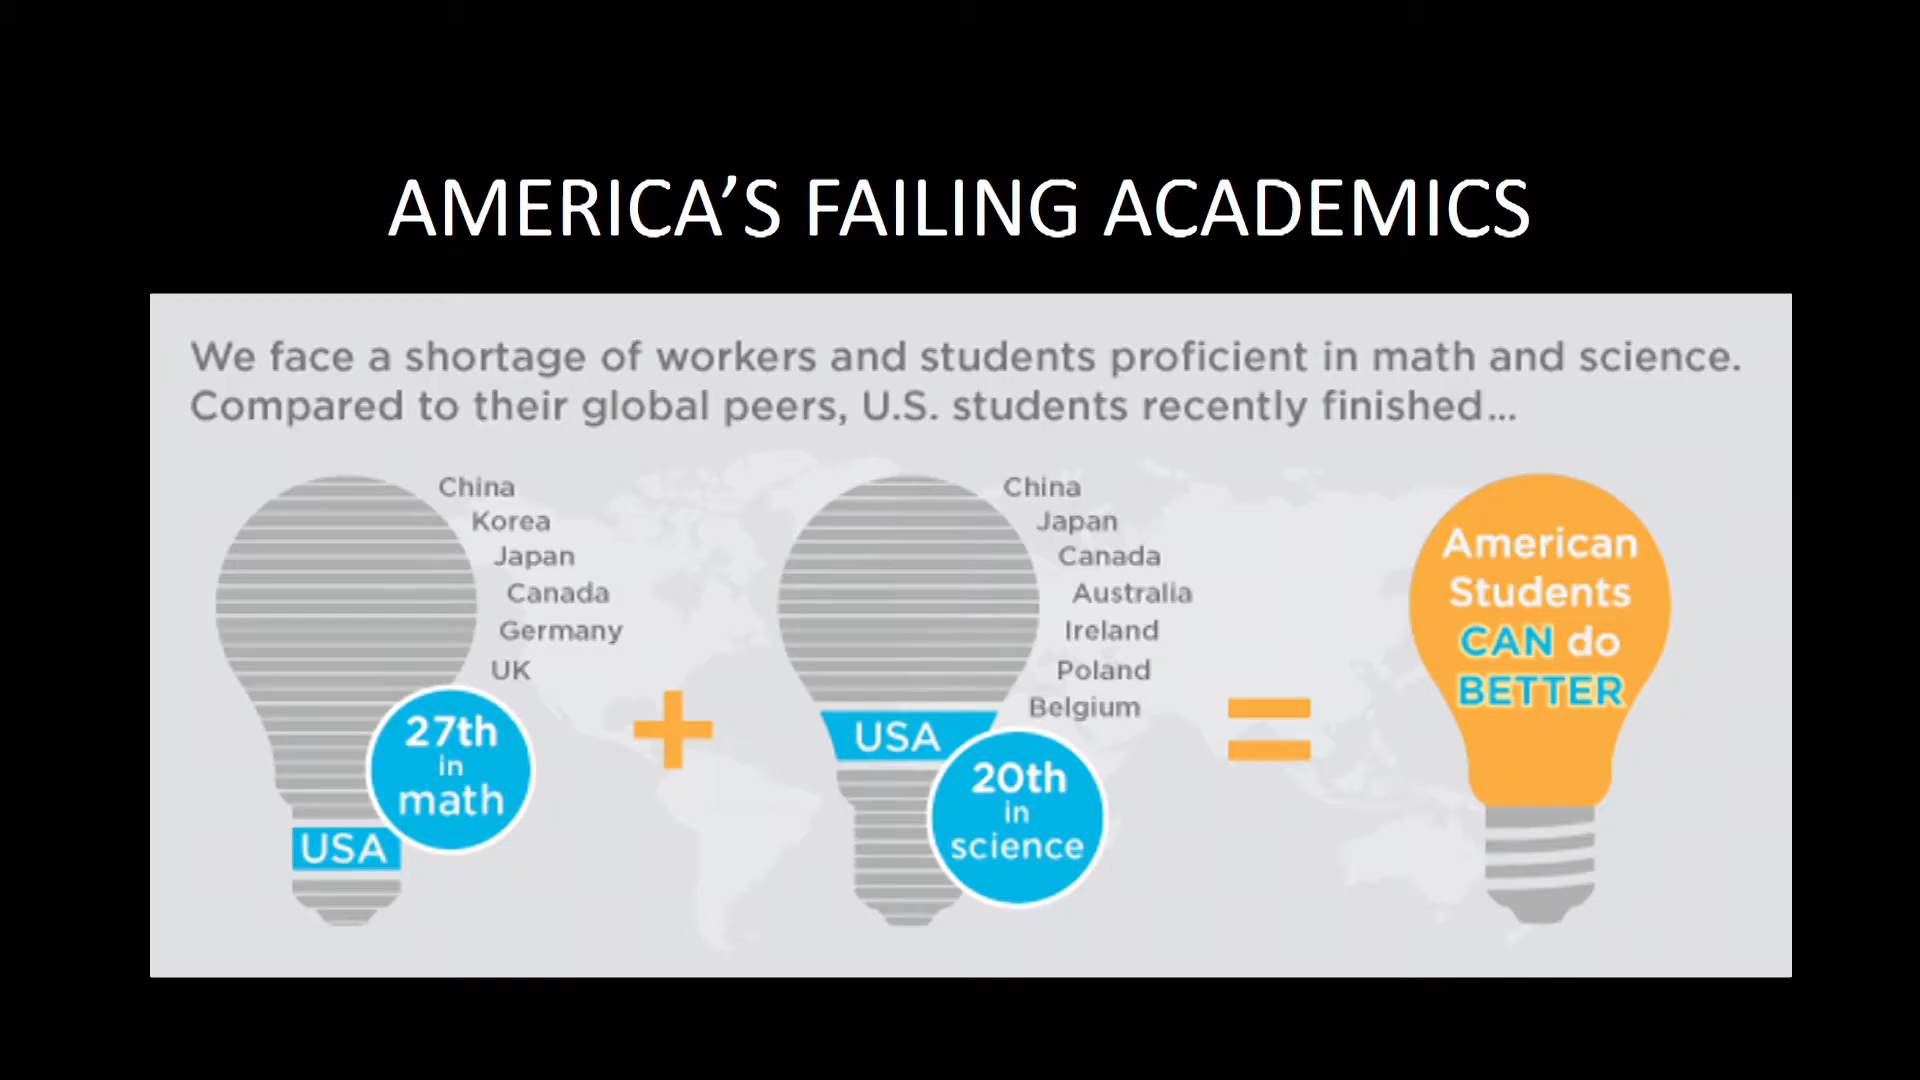 AMERICA’S FAILING ACADEMICS
We face a shortage of workers and students proficient in math and science.
Compared to their global peers, U.S. students recently finished...
China
Korea
Japan
Canada
Germany
UK
27th
in
math
USA
+
China
Japan
Canada
Australia
Ireland
Poland
Belgium
USA
20th
in
science
=
American
Students
CAN do
BETTER